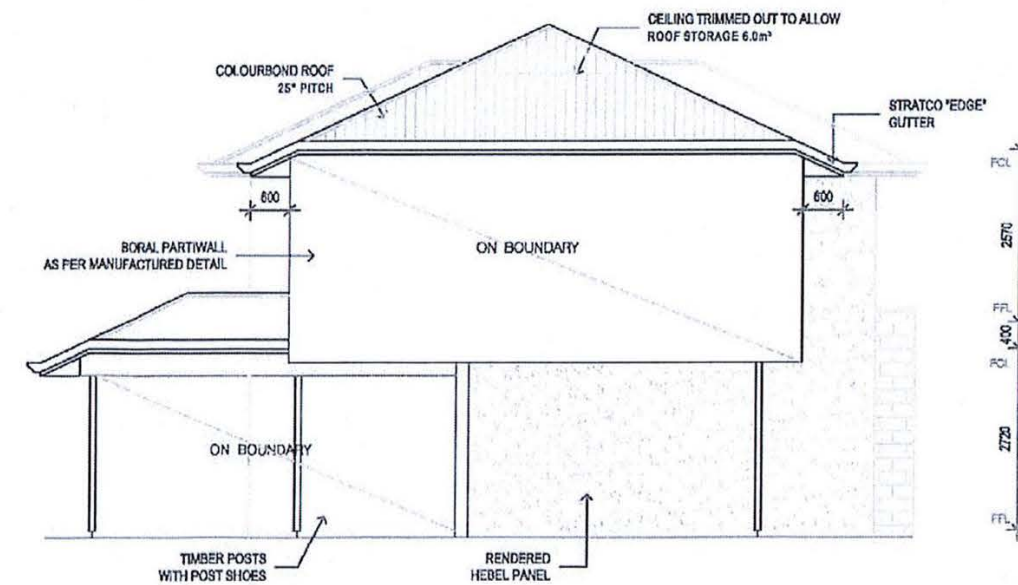 CEILING TRIMMED OUT TO ALLOW
ROOF STORAGE 6.0m³
COLOURBOND ROOF
25° PITCH
STRATCO "EDGE"
GUTTER
FCL
600
600
2570
BORAL PARTIWALL
AS PER MANUFACTURED DETAIL
ON BOUNDARY
FFL
400
FCL
ON BOUNDARY
2720
FFL
TIMBER POSTS
WITH POST SHOES
RENDERED
HEBEL PANEL